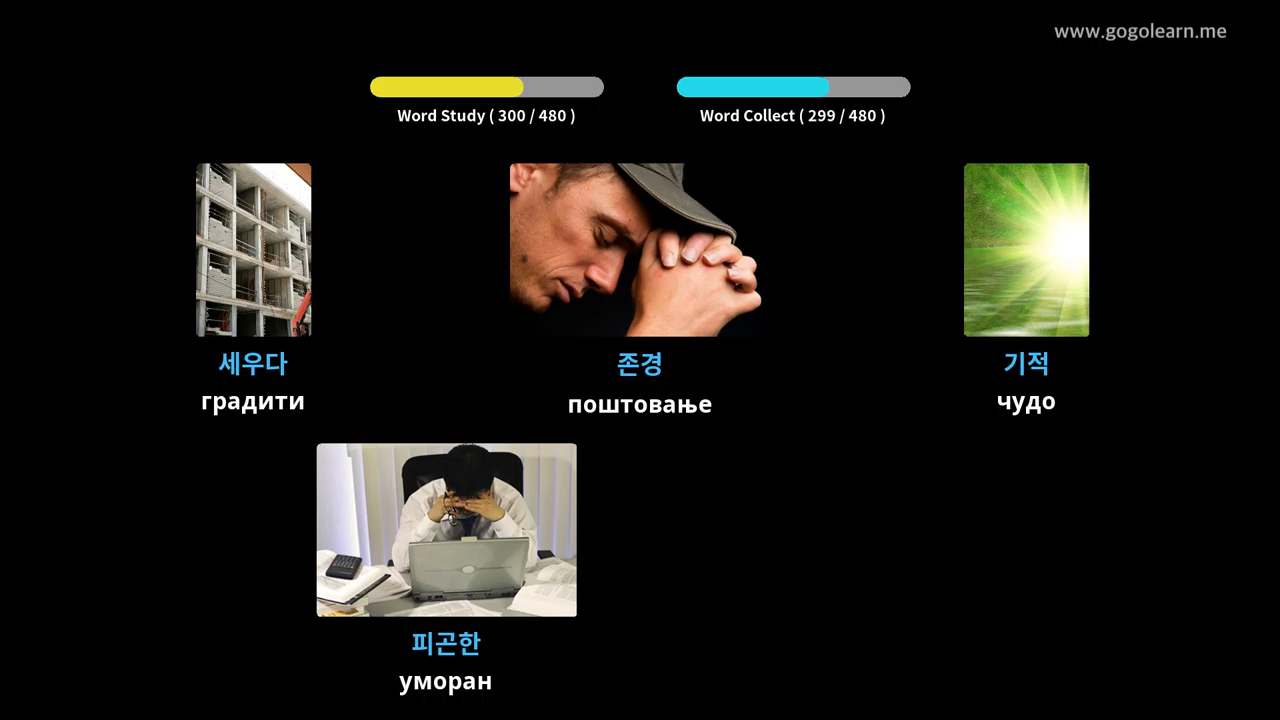 www.gogolearn.me
Word Study ( 300 / 480 )
Word Collect ( 299 / 480 )
세우다
градити
존경
поштовање
기적
чудо
피곤한
уморан